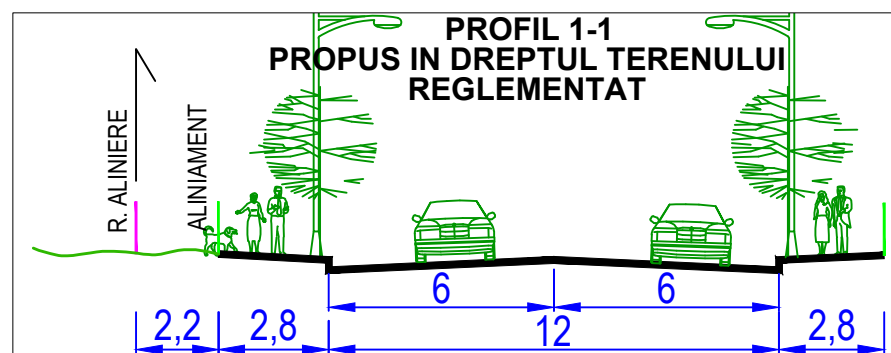 PROFIL 1-1
PROPUS IN DREPTUL TERENULUI
REGLEMENTAT
R. ALINIERE
ALINIAMENT
6
6
2,2
2,8
12
2,8